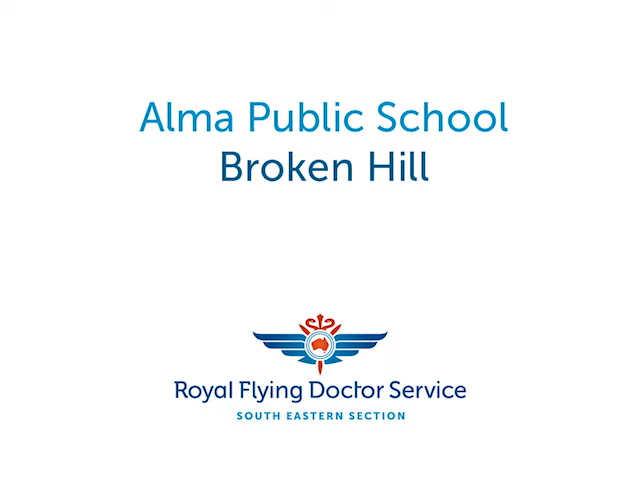 Alma Public School
Broken Hill
Royal Flying Doctor Service
SOUTH EASTERN SECTION